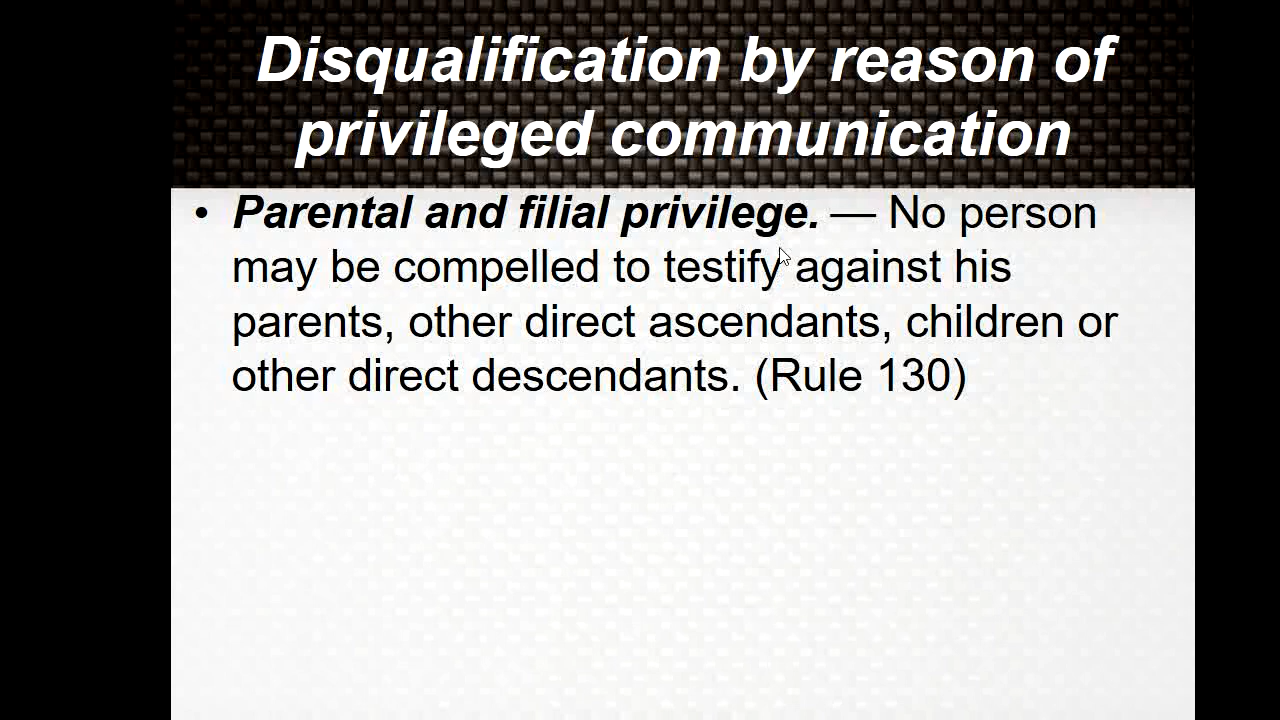 Disqualification by reason of
privileged communication
• Parental and filial privilege. — No person
may be compelled to testify against his
parents, other direct ascendants, children or
other direct descendants. (Rule 130)